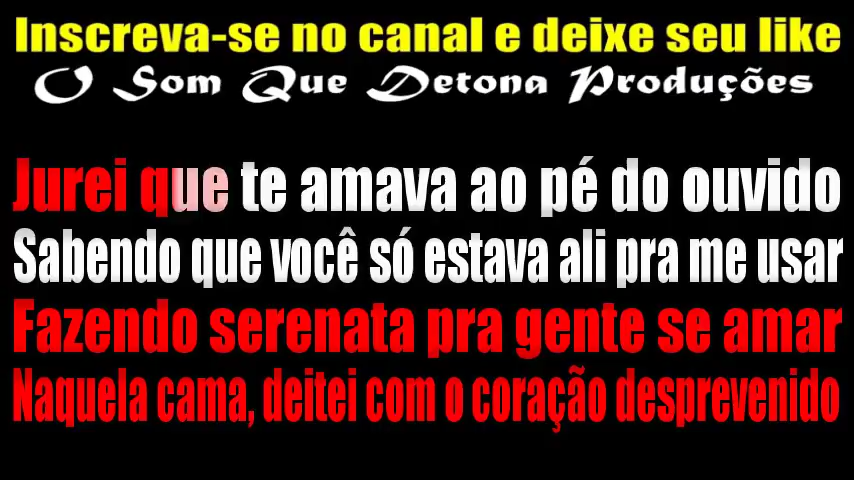 Inscreva-se no canal e deixe seu like
O Som Que Detona Produções
Jurei que te amava ao pé do ouvido
Sabendo que você só estava ali pra me usar
Fazendo serenata pra gente se amar
Naquela cama, deitei com o coração desprevenido